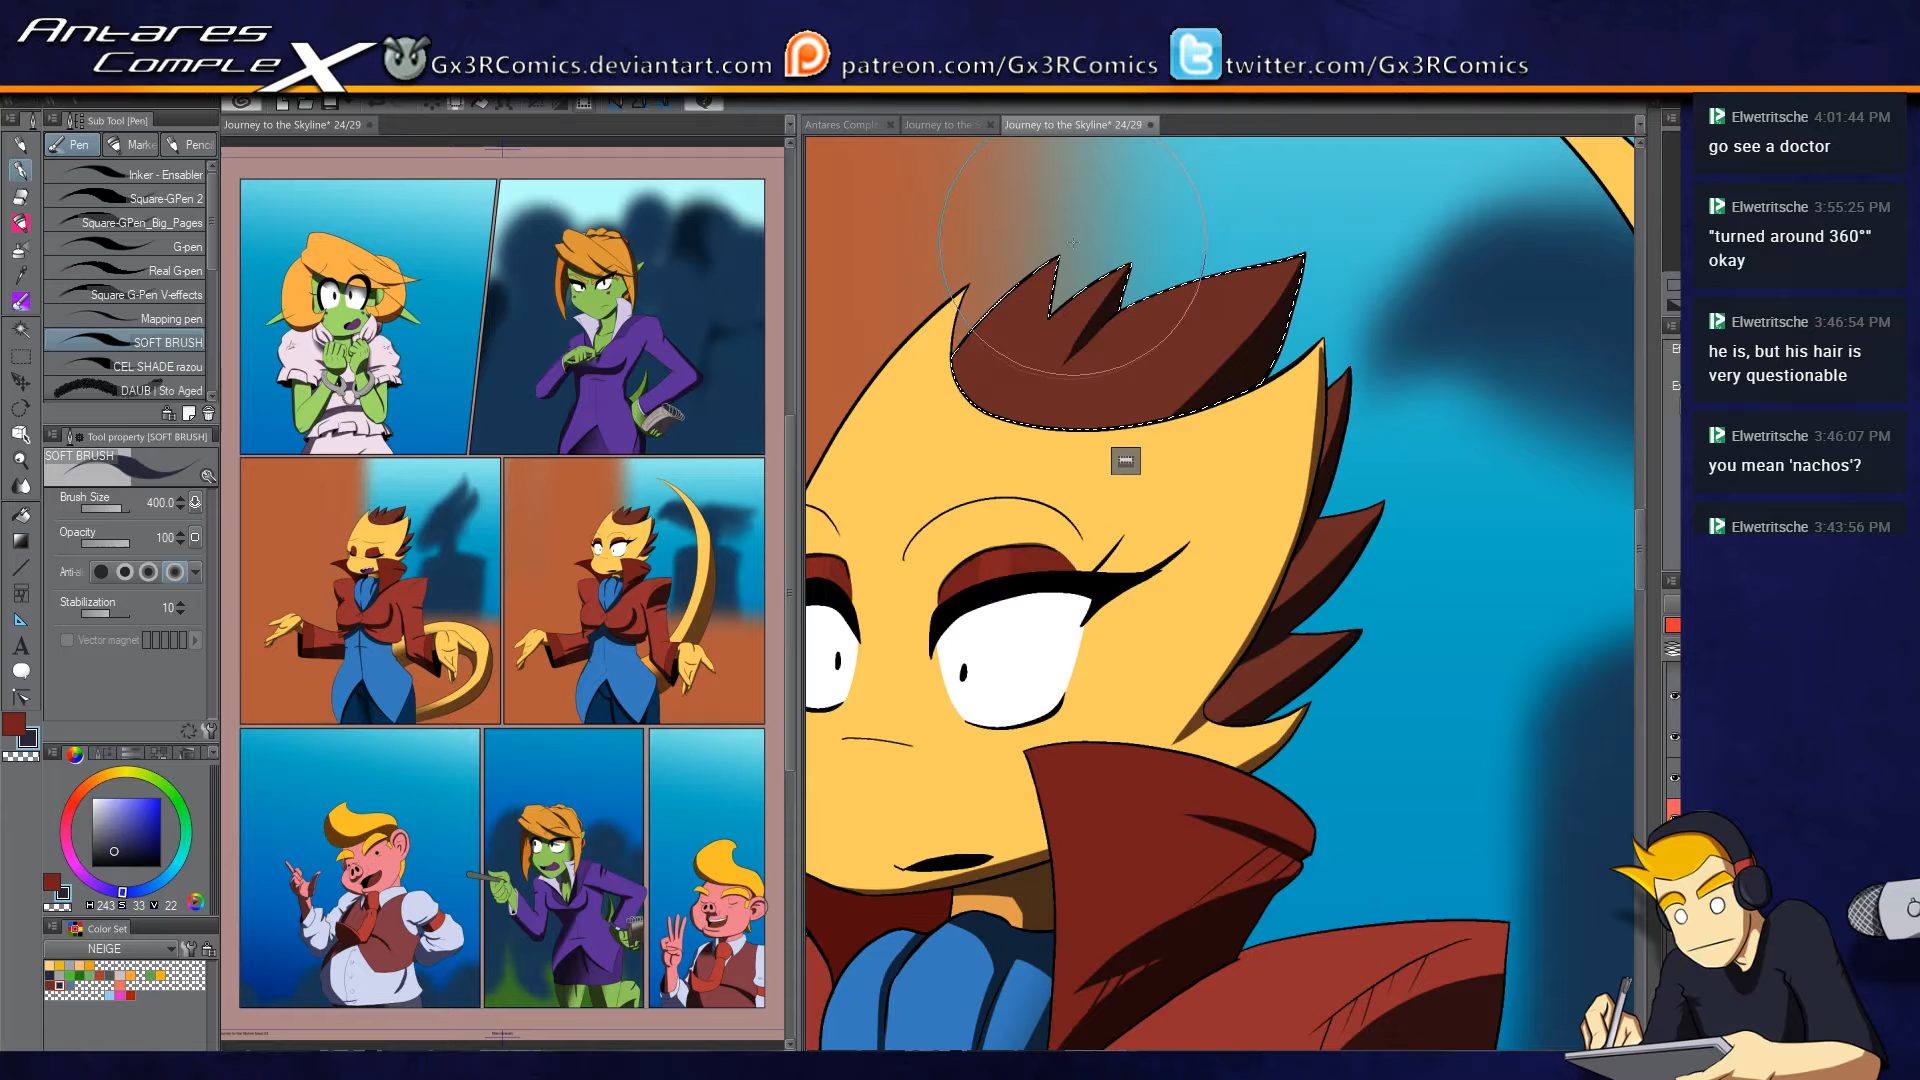 Antares
Complex
Gx3RComics.deviantart.com
patreon.com/Gx3RComics
twitter.com/Gx3RComics
Sub Tool [Pen]
Pen
Marke
Pencil
Inker - Ensabler
Square-GPen 2
Square-GPen_Big_Pages
G-pen
Real G-pen
Square G-Pen V-effects
Mapping pen
SOFT BRUSH
CEL SHADE razou
DAUB | Sto Aged
Tool property [SOFT BRUSH]
SOFT BRUSH
Brush Size
400.0
Opacity
100
Anti-al
Stabilization
10
Vector magnet
H 243 S 33 V 22
Color Set
NEIGE
Journey to the Skyline* 24/29
Antares Comple
Journey to the S
Journey to the Skyline* 24/29
Elwetritsche 4:01:44 PM
go see a doctor
Elwetritsche 3:55:25 PM
"turned around 360°"
okay
Elwetritsche 3:46:54 PM
he is, but his hair is
very questionable
Elwetritsche 3:46:07 PM
you mean 'nachos'?
Elwetritsche 3:43:56 PM